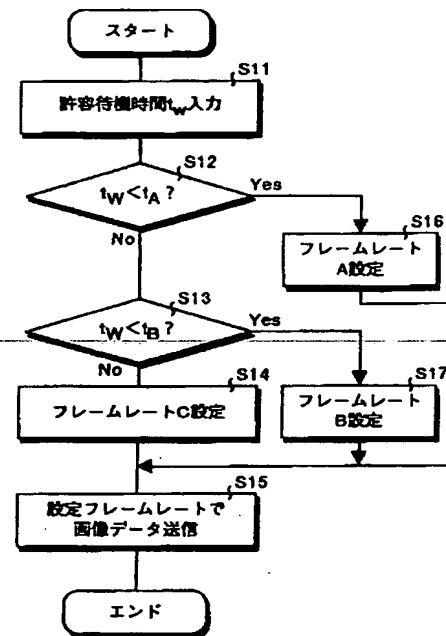 スタート
S11
許容待機時間tW入力
S12
tW<tA ?
Yes
No
S16
フレームレート
A設定
S13
tW<tB ?
Yes
No
S14
フレームレートC設定
S17
フレームレート
B設定
S15
設定フレームレートで
画像データ送信
エンド